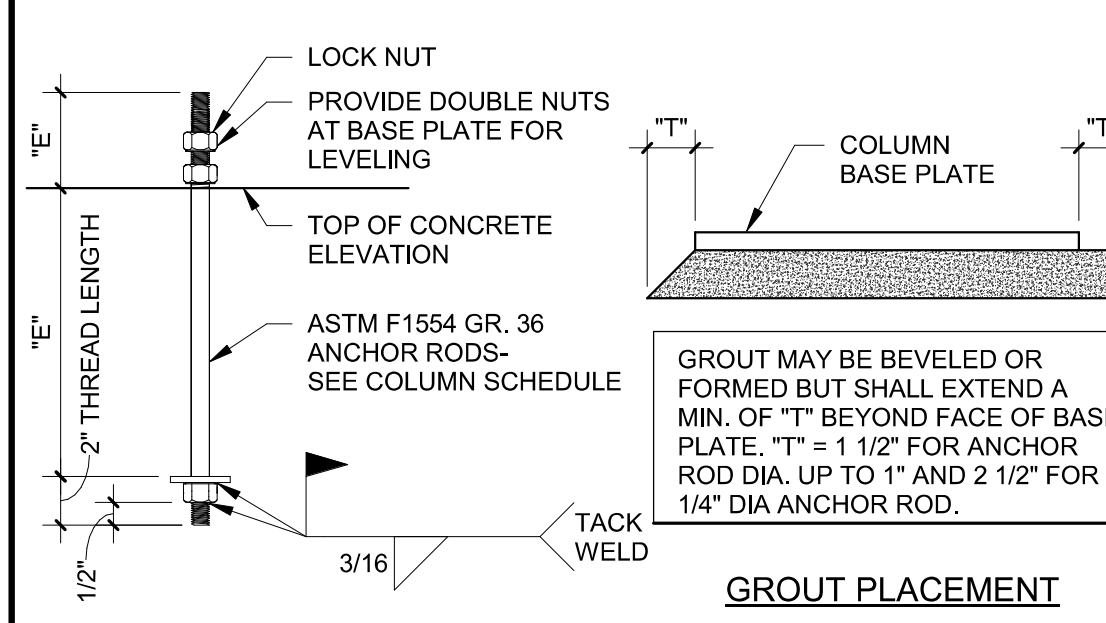 LOCK NUT
PROVIDE DOUBLE NUTS
AT BASE PLATE FOR
LEVELING
"E"
TOP OF CONCRETE
ELEVATION
"E"
2" THREAD LENGTH
ASTM F1554 GR. 36
ANCHOR RODS-
SEE COLUMN SCHEDULE
1/2"
3/16
TACK
WELD
"T"
COLUMN
BASE PLATE
"T
GROUT MAY BE BEVELED OR
FORMED BUT SHALL EXTEND A
MIN. OF "T" BEYOND FACE OF BASE
PLATE. "T" = 1 1/2" FOR ANCHOR
ROD DIA. UP TO 1" AND 2 1/2" FOR
1/4" DIA ANCHOR ROD.
GROUT PLACEMENT